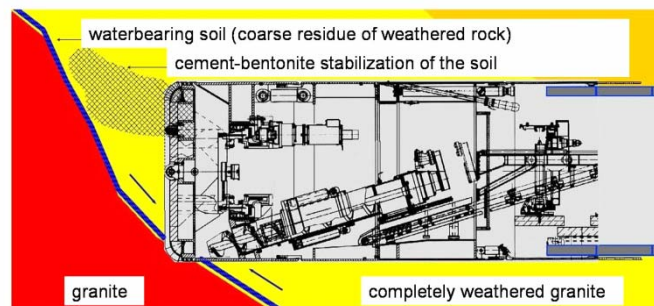 waterbearing soil (coarse residue of weathered rock)
cement-bentonite stabilization of the soil
granite
completely weathered granite